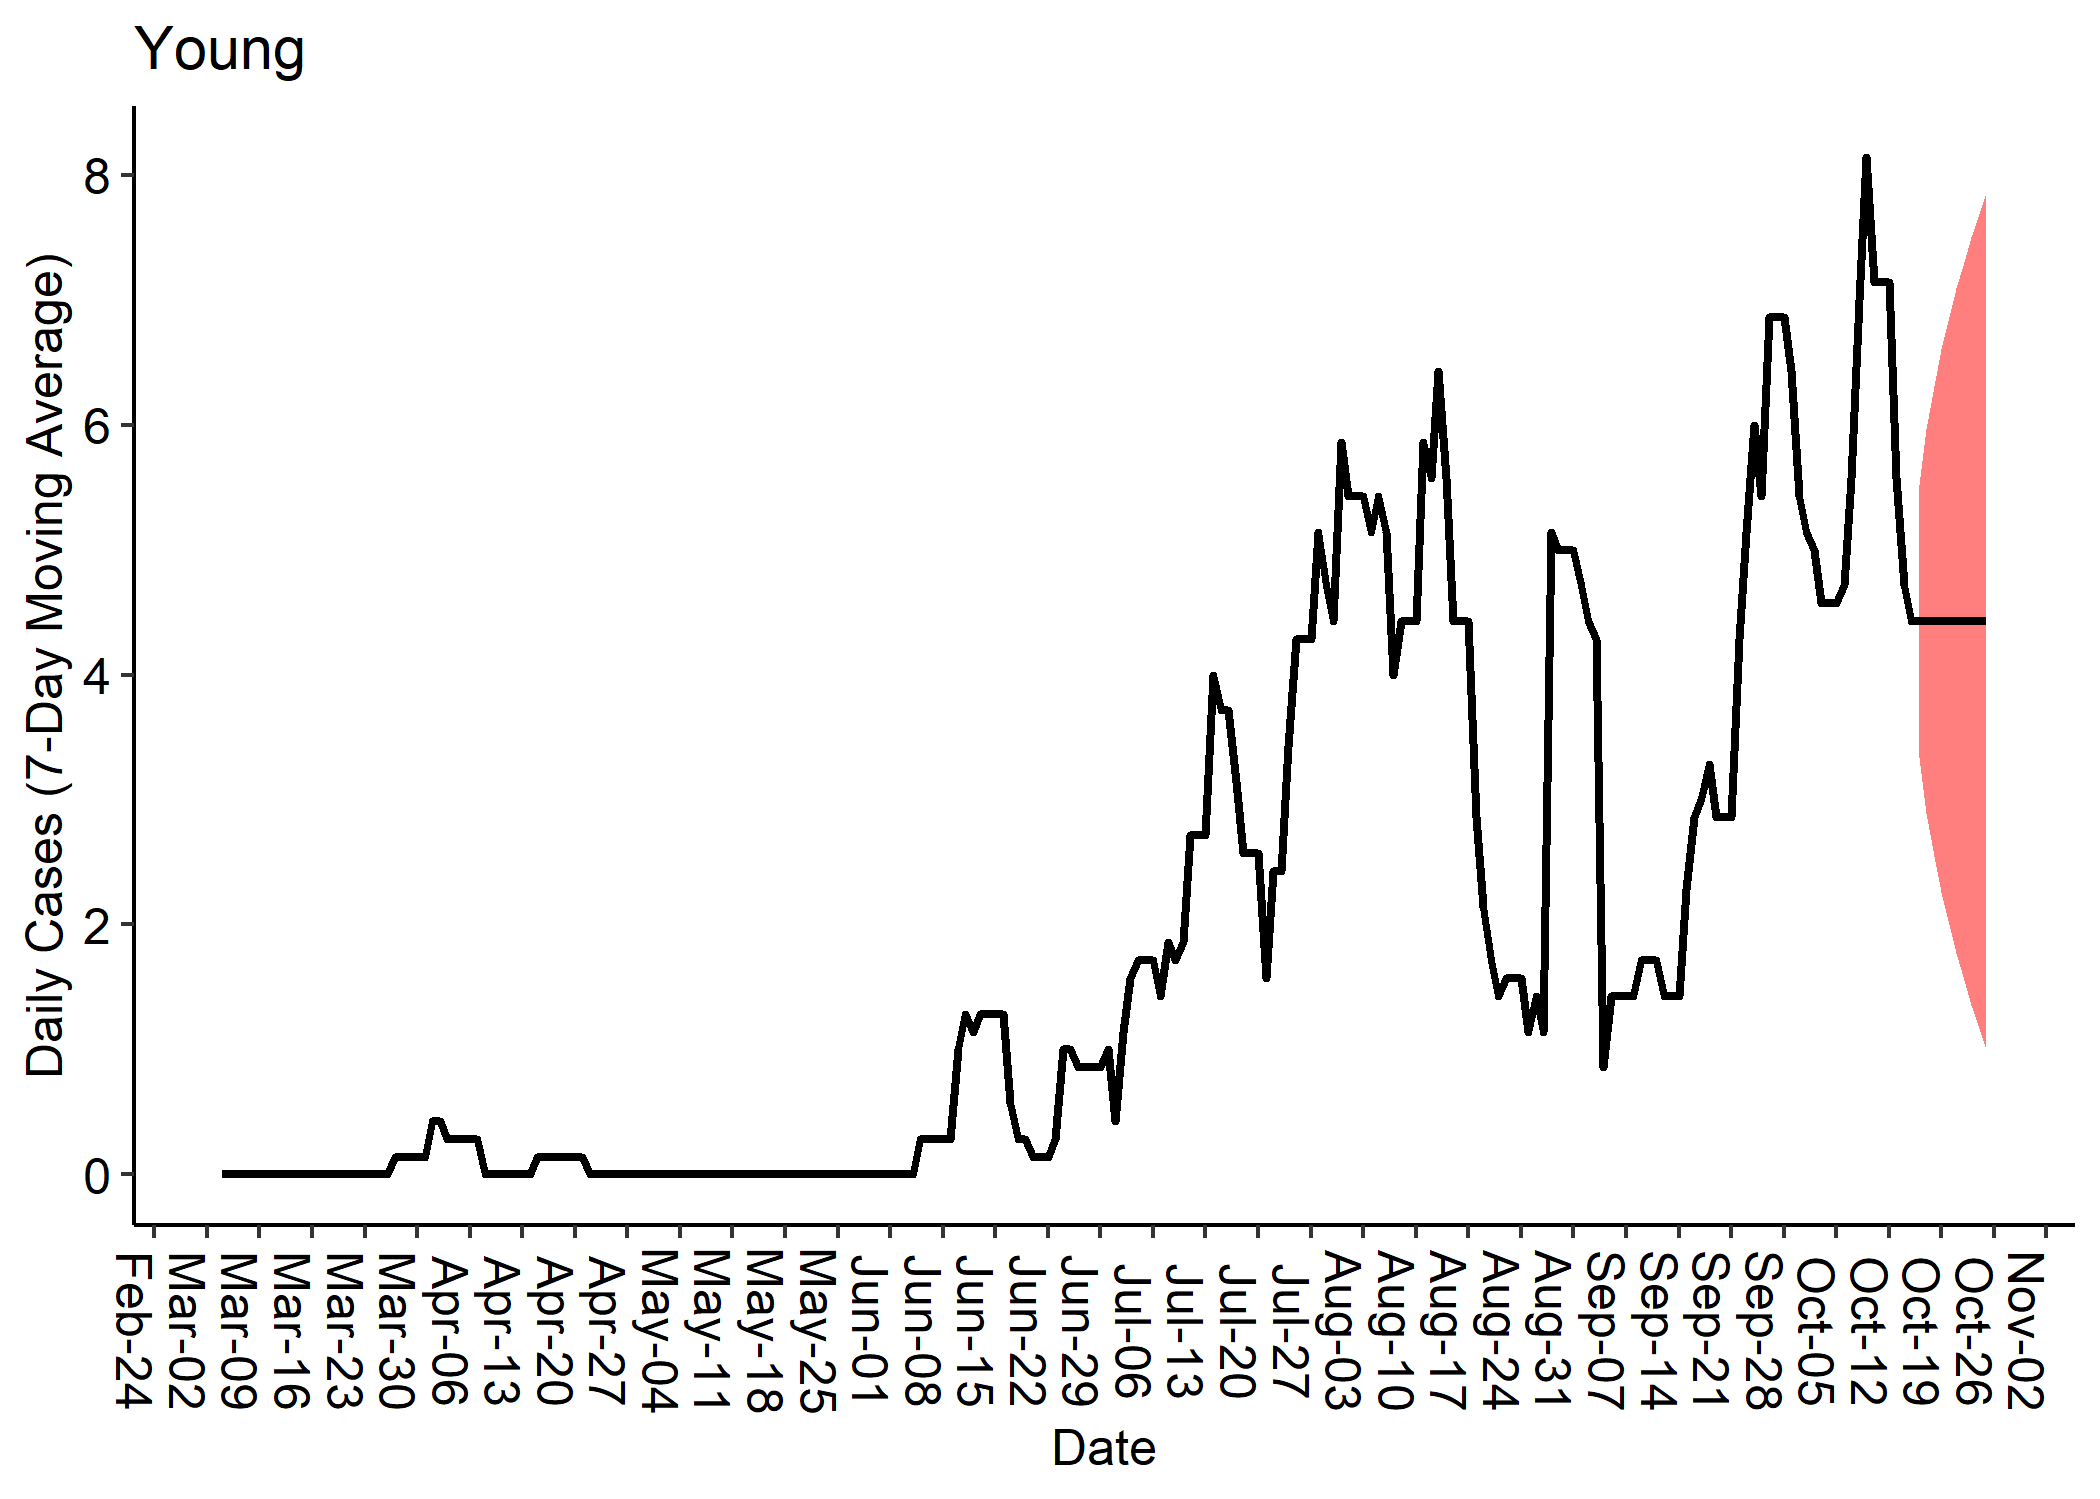 Young
Daily Cases (7-Day Moving Average)
8
6
4
2
0
Feb-24
Mar-02
Mar-09
Mar-16
Mar-23
Mar-30
Apr-06
Apr-13
Apr-20
Apr-27
May-04
May-11
May-18
May-25
Jun-01
Jun-08
Jun-15
Jun-22
Jun-29
Jul-06
Jul-13
Jul-20
Jul-27
Aug-03
Aug-10
Aug-17
Aug-24
Aug-31
Sep-07
Sep-14
Sep-21
Sep-28
Oct-05
Oct-12
Oct-19
Oct-26
Nov-02
Date